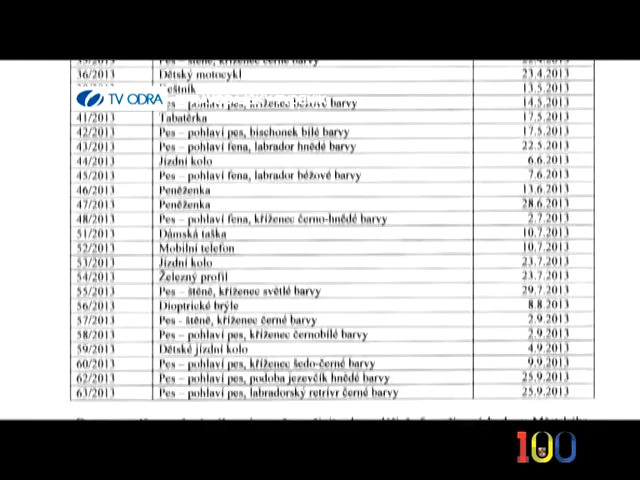 Pes – štěně, kříženec černé barvy
36/2013 Dětský motocykl 23.4.2013
Deštník 13.5.2013
TV ODRA
Pes – pohlaví pes, kříženec béžové barvy 14.5.2013
41/2013 Tabatěrka 17.5.2013
42/2013 Pes – pohlaví pes, bischonek bílé barvy 17.5.2013
43/2013 Pes – pohlaví fena, labrador hnědé barvy 22.5.2013
44/2013 Jízdní kolo 6.6.2013
45/2013 Pes – pohlaví fena, labrador béžové barvy 7.6.2013
46/2013 Peněženka 13.6.2013
47/2013 Peněženka 28.6.2013
48/2013 Pes – pohlaví fena, kříženec černo-hnědé barvy 2.7.2013
51/2013 Dámská taška 10.7.2013
52/2013 Mobilní telefon 10.7.2013
53/2013 Jízdní kolo 23.7.2013
54/2013 Železný profil 23.7.2013
55/2013 Pes – štěně, kříženec světlé barvy 29.7.2013
56/2013 Dioptrické brýle 8.8.2013
57/2013 Pes - štěně, kříženec černé barvy 2.9.2013
58/2013 Pes – pohlaví pes, kříženec černobílé barvy 2.9.2013
59/2013 Dětské jízdní kolo 4.9.2013
60/2013 Pes – pohlaví pes, kříženec šedo-černé barvy 9.9.2013
62/2013 Pes – pohlaví pes, podoba jezevčík hnědé barvy 25.9.2013
63/2013 Pes – pohlaví pes, labradorský retrívr černé barvy 25.9.2013
100